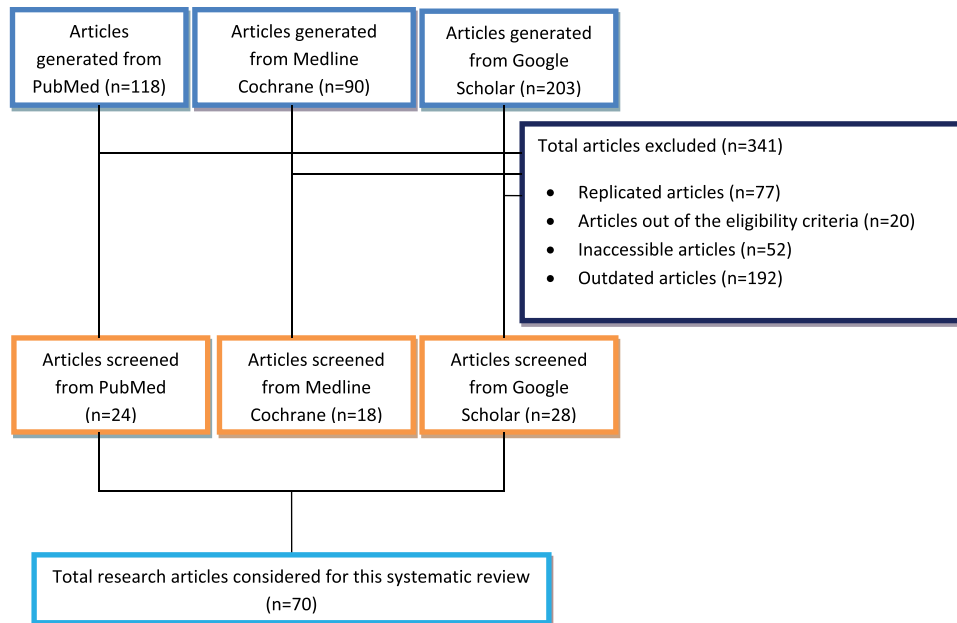 Articles
generated from
PubMed (n=118)
Articles generated
from Medline
Cochrane (n=90)
Articles generated
from Google
Scholar (n=203)
Total articles excluded (n=341)
• Replicated articles (n=77)
• Articles out of the eligibility criteria (n=20)
• Inaccessible articles (n=52)
• Outdated articles (n=192)
Articles screened
from PubMed
(n=24)
Articles screened
from Medline
Cochrane (n=18)
Articles screened
from Google
Scholar (n=28)
Total research articles considered for this systematic review
(n=70)